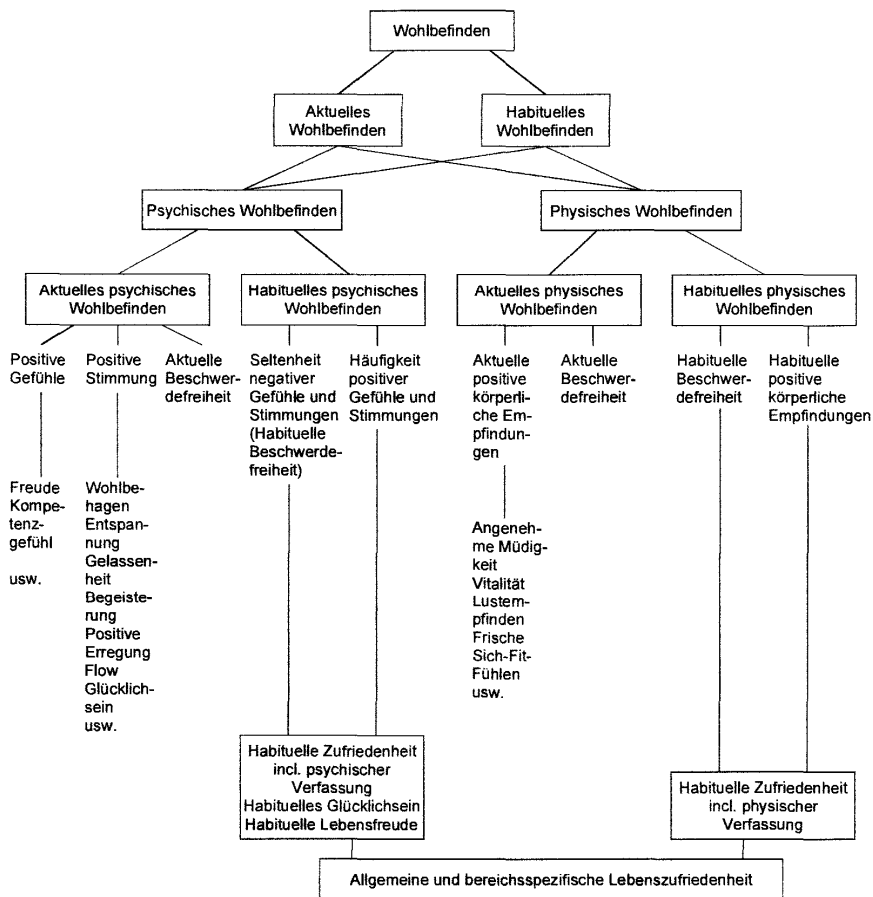 Wohlbefinden
Aktuelles
Wohlbefinden
Habituelles
Wohlbefinden
Psychisches Wohlbefinden
Physisches Wohlbefinden
Aktuelles psychisches
Wohlbefinden
Habituelles psychisches
Wohlbefinden
Aktuelles physisches
Wohlbefinden
Habituelles physisches
Wohlbefinden
Positive
Gefühle
Positive
Stimmung
Aktuelle
Beschwer-
defreiheit
Seltenheit
negativer
Gefühle und
Stimmungen
(Habituelle
Beschwerde-
freiheit)
Häufigkeit
positiver
Gefühle und
Stimmungen
Aktuelle
positive
körperli-
che Em-
pfindun-
gen
Aktuelle
Beschwer-
defreiheit
Habituelle
Beschwer-
defreiheit
Habituelle
positive
körperliche
Empfindungen
Freude
Kompe-
tenz-
gefühl
usw.
Wohlbe-
hagen
Entspan-
nung
Gelassen-
heit
Begeiste-
rung
Positive
Erregung
Flow
Glücklich-
sein
usw.
Angeneh-
me Müdig-
keit
Vitalität
Lustem-
pfinden
Frische
Sich-Fit-
Fühlen
usw.
Habituelle Zufriedenheit
incl. psychischer
Verfassung
Habituelles Glücklichsein
Habituelle Lebensfreude
Habituelle Zufriedenheit
incl. physischer
Verfassung
Allgemeine und bereichsspezifische Lebenszufriedenheit